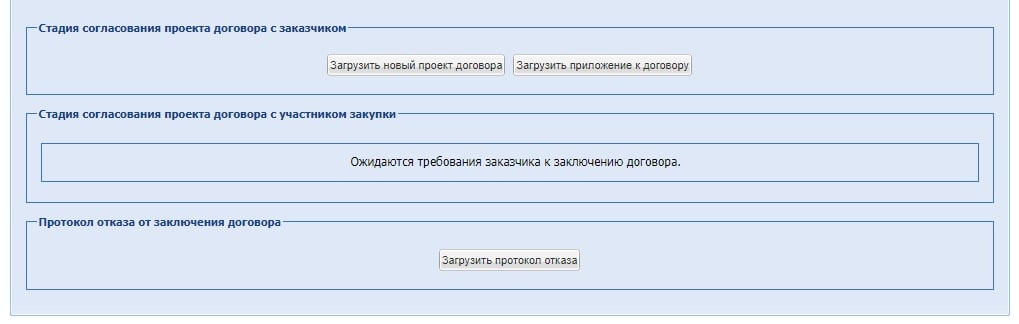 Стадия согласования проекта договора с заказчиком
Загрузить новый проект договора Загрузить приложение к договору
Стадия согласования проекта договора с участником закупки
Ожидаются требования заказчика к заключению договора.
Протокол отказа от заключения договора
Загрузить протокол отказа